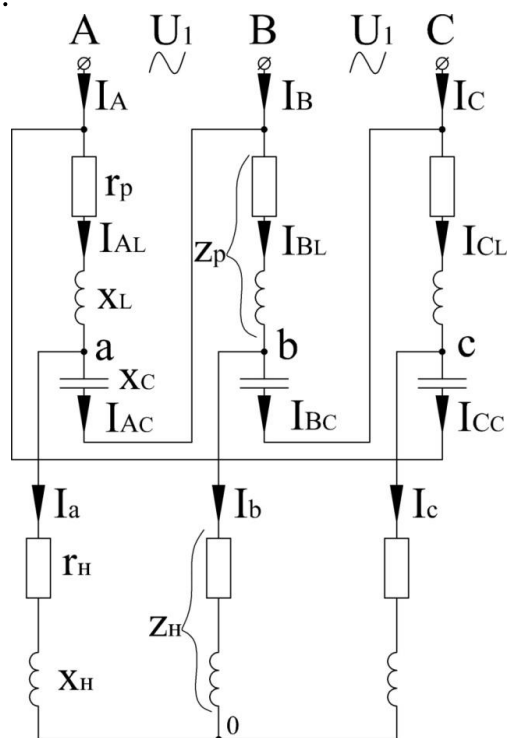 .
A U1 B U1 C
IA IB IC
rp
IAL zp IBL ICL
xL
a b c
xC
IAC IBC ICC
Ia Ib Ic
rH
zH
xH
0